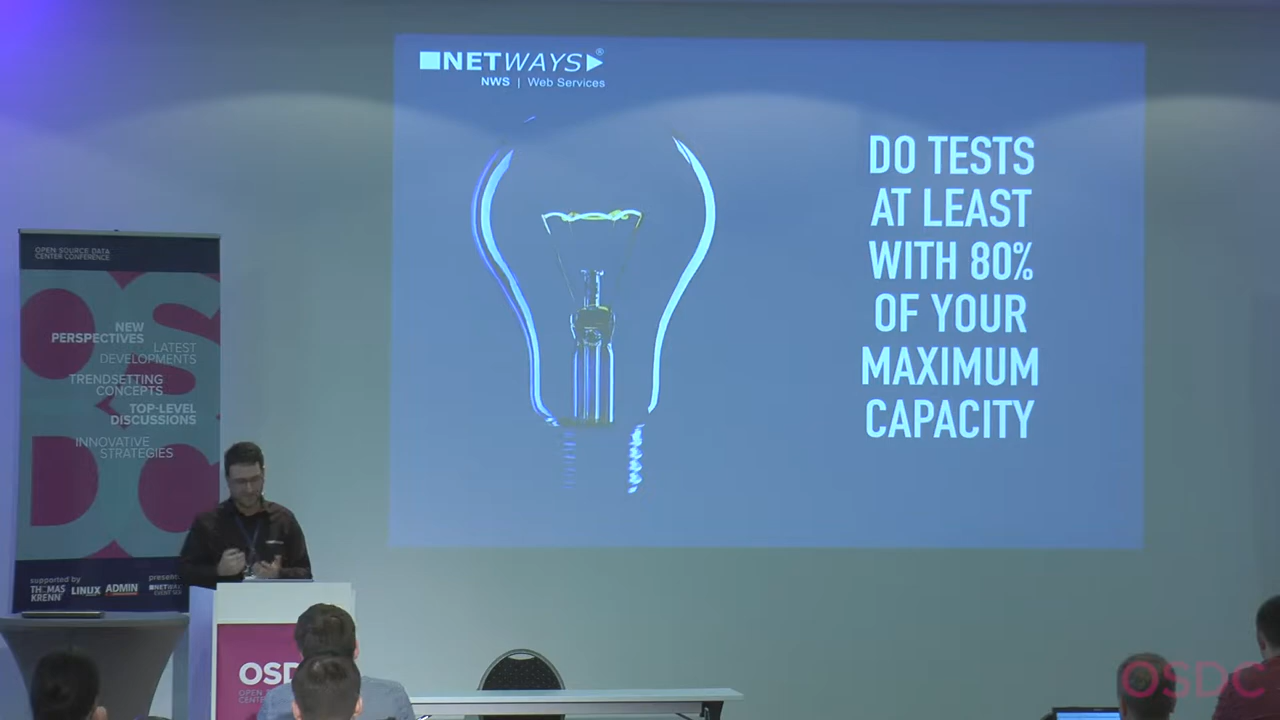 NETWAYS®
NWS | Web Services
DO TESTS
AT LEAST
WITH 80%
OF YOUR
MAXIMUM
CAPACITY
OPEN SOURCE DATA
CENTER CONFERENCE
NEW
PERSPECTIVES
LATEST
DEVELOPMENTS
TRENDSETTING
CONCEPTS
TOP-LEVEL
DISCUSSIONS
INNOVATIVE
STRATEGIES
supported by
THOMAS
KRENN
LINUX
ADMIN
OSDC